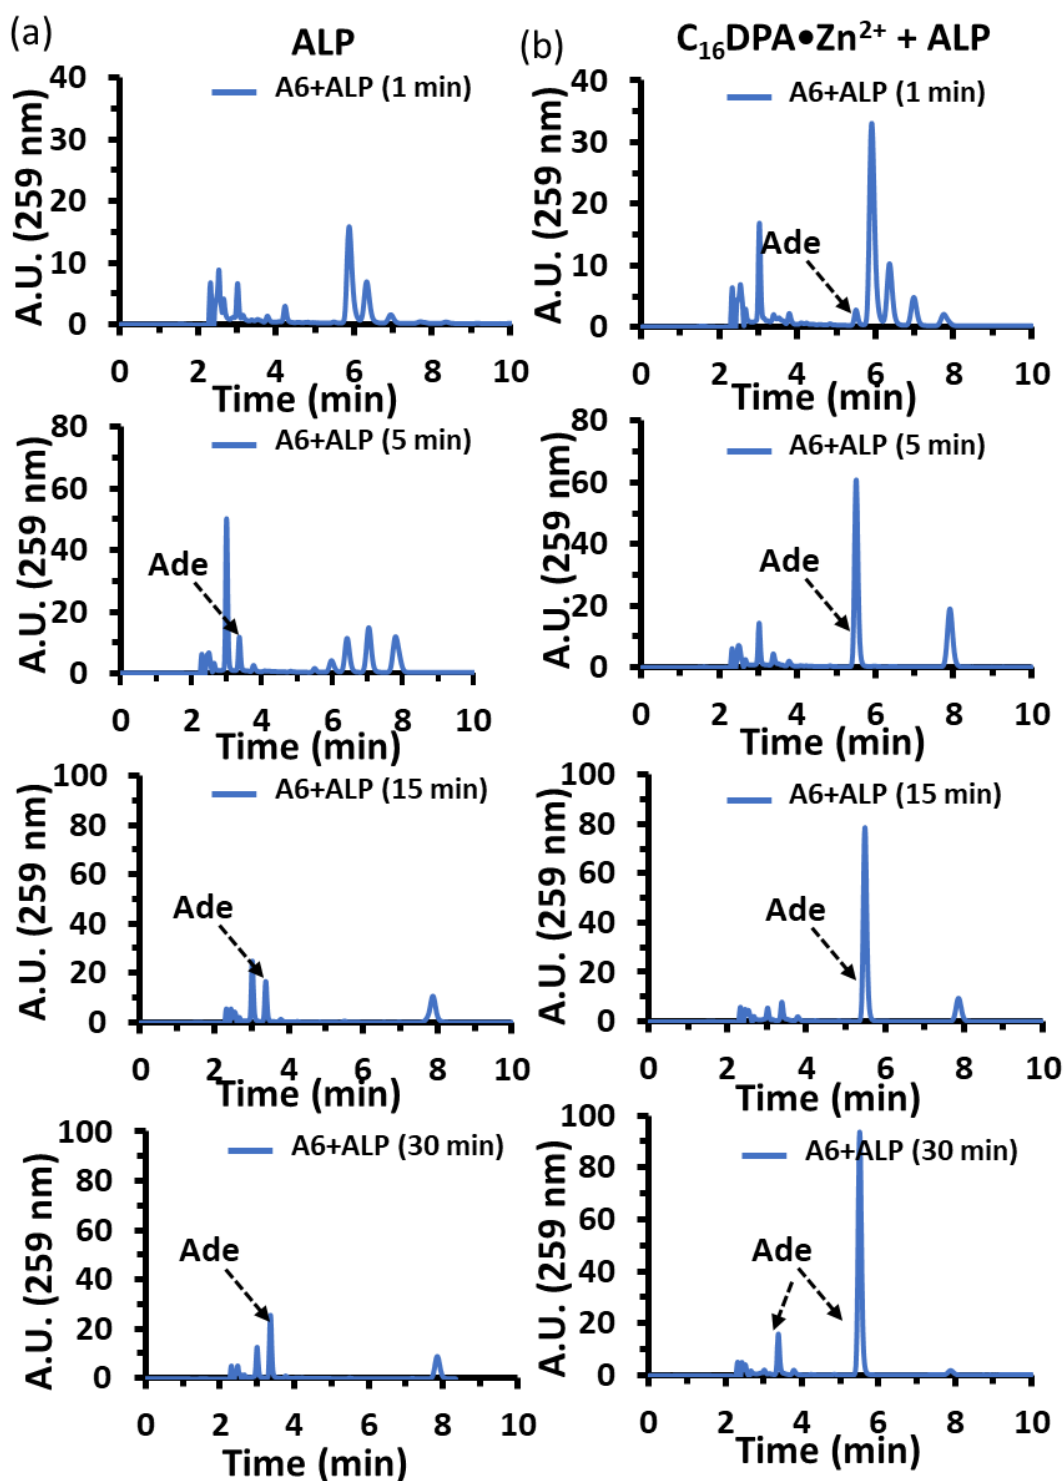 (a)
ALP
A6+ALP (1 min)
A.U. (259 nm)
40
30
20
10
0
0 2 4 6 8 10
Time (min)
A6+ALP (5 min)
A.U. (259 nm)
80
60
40
20
0
Ade
0 2 4 6 8 10
Time (min)
A6+ALP (15 min)
A.U. (259 nm)
100
80
60
40
20
0
Ade
0 2 4 6 8 10
Time (min)
A6+ALP (30 min)
A.U. (259 nm)
100
80
60
40
20
0
Ade
0 2 4 6 8 10
Time (min)
(b)
C₁₆DPA•Zn²⁺ + ALP
A6+ALP (1 min)
A.U. (259 nm)
40
30
20
10
0
Ade
0 2 4 6 8 10
Time (min)
A6+ALP (5 min)
A.U. (259 nm)
80
60
40
20
0
Ade
0 2 4 6 8 10
Time (min)
A6+ALP (15 min)
A.U. (259 nm)
100
80
60
40
20
0
Ade
0 2 4 6 8 10
Time (min)
A6+ALP (30 min)
A.U. (259 nm)
100
80
60
40
20
0
Ade
0 2 4 6 8 10
Time (min)